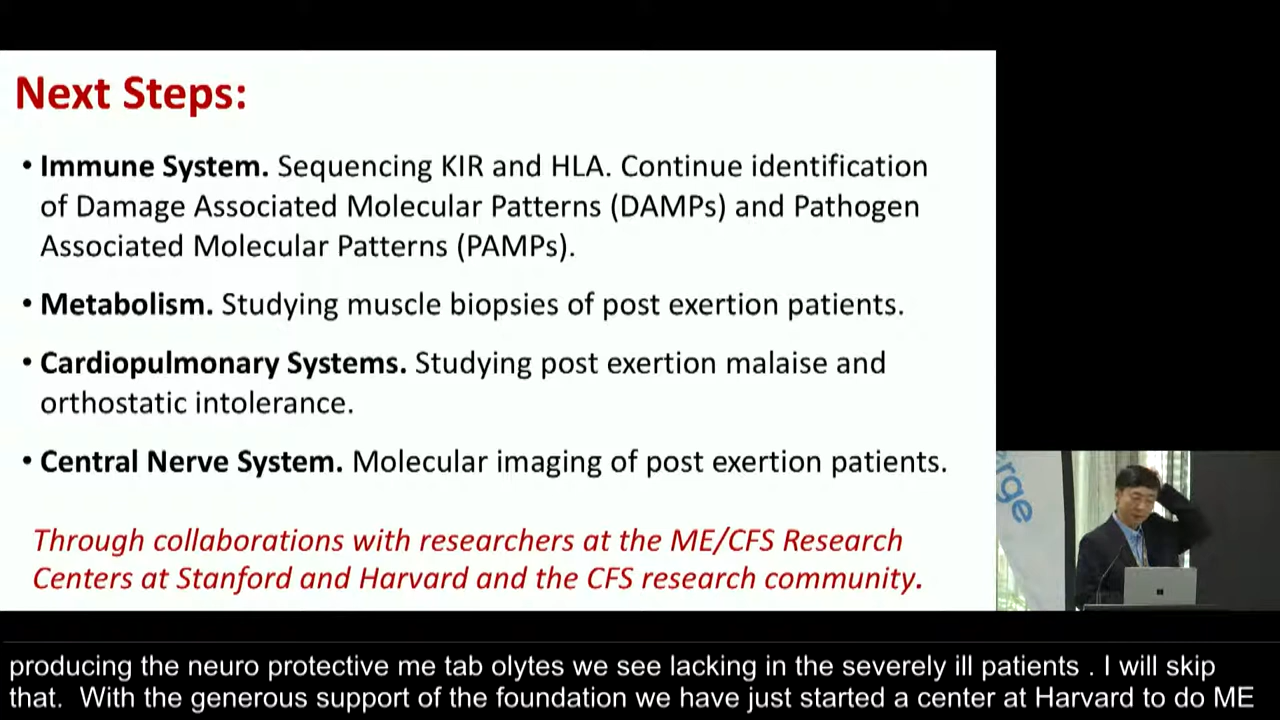 Next Steps:
• Immune System. Sequencing KIR and HLA. Continue identification
of Damage Associated Molecular Patterns (DAMPs) and Pathogen
Associated Molecular Patterns (PAMPs).
• Metabolism. Studying muscle biopsies of post exertion patients.
• Cardiopulmonary Systems. Studying post exertion malaise and
orthostatic intolerance.
• Central Nerve System. Molecular imaging of post exertion patients.
Through collaborations with researchers at the ME/CFS Research
Centers at Stanford and Harvard and the CFS research community.
erge
producing the neuro protective me tab olytes we see lacking in the severely ill patients . I will skip
that.  With the generous support of the foundation we have just started a center at Harvard to do ME